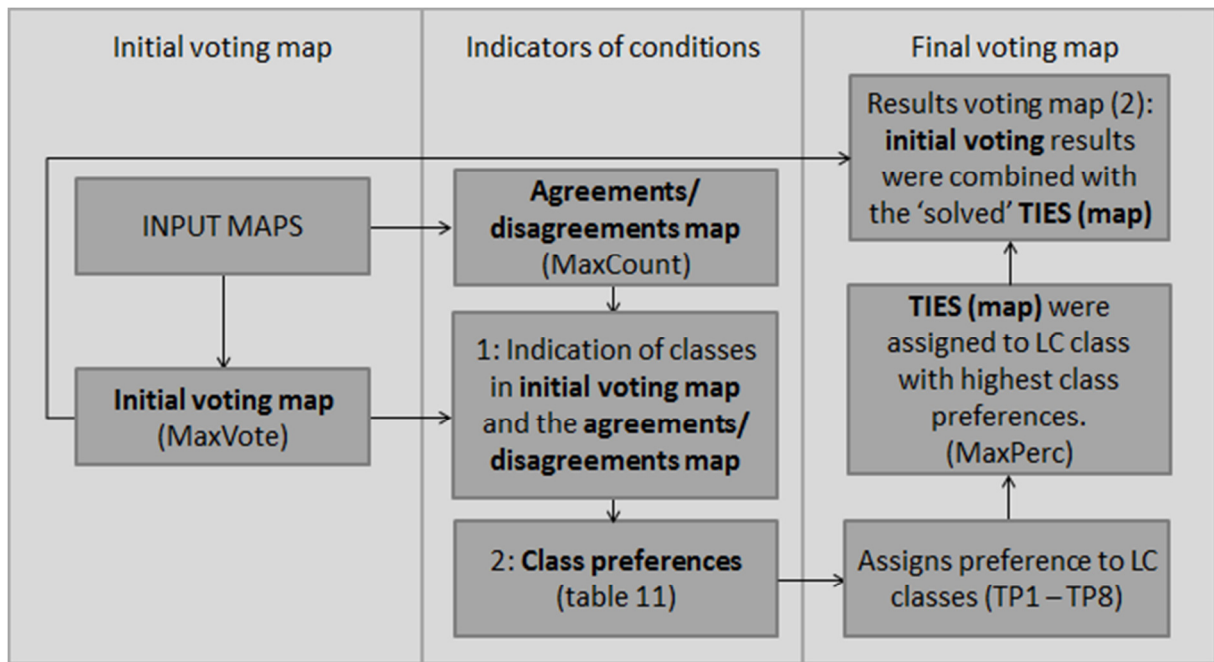 Initial voting map
INPUT MAPS
Initial voting map
(MaxVote)
Indicators of conditions
Agreements/
disagreements map
(MaxCount)
1: Indication of classes
in initial voting map
and the agreements/
disagreements map
2: Class preferences
(table 11)
Final voting map
Results voting map (2):
initial voting results
were combined with
the ‘solved’ TIES (map)
TIES (map) were
assigned to LC class
with highest class
preferences.
(MaxPerc)
Assigns preference to LC
classes (TP1 – TP8)